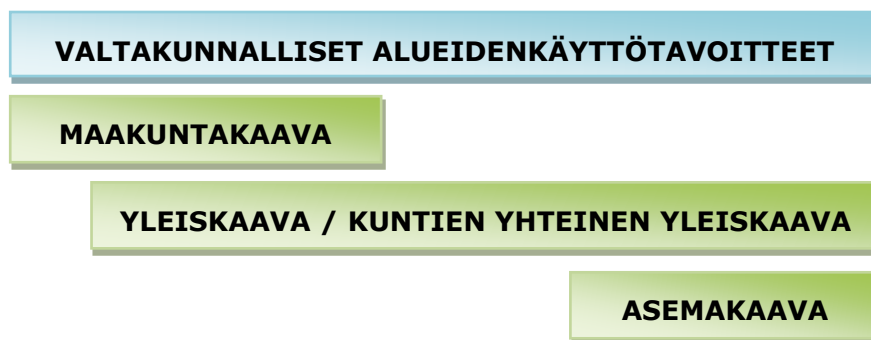 VALTAKUNNALLISET ALUEIDENKÄYTTÖTAVOITTEET
MAAKUNTAKAAVA
YLEISKAAVA / KUNTIEN YHTEINEN YLEISKAAVA
ASEMAKAAVA